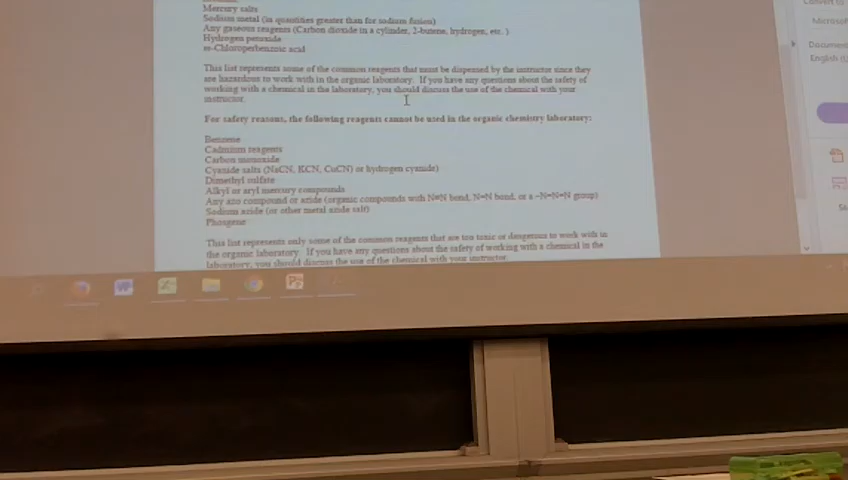 Mercury salts
Sodium metal (in quantities greater than for sodium fusion)
Any gaseous reagents (Carbon dioxide in a cylinder, 2-butene, hydrogen, etc.)
Hydrogen peroxide
m-Chloroperbenzoic acid
This list represents some of the common reagents that must be dispensed by the instructor since they
are hazardous to work with in the organic laboratory. If you have any questions about the safety of
working with a chemical in the laboratory, you should discuss the use of the chemical with your
instructor.
For safety reasons, the following reagents cannot be used in the organic chemistry laboratory:
Benzene
Cadmium reagents
Carbon monoxide
Cyanide salts (NaCN, KCN, CuCN) or hydrogen cyanide)
Dimethyl sulfate
Alkyl or aryl mercury compounds
Any azo compound or azide (organic compounds with N≡N bond, N=N bond, or a –N=N=N group)
Sodium azide (or other metal azide salt)
Phosgene
This list represents only some of the common reagents that are too toxic or dangerous to work with in
the organic laboratory. If you have any questions about the safety of working with a chemical in the
laboratory, you should discuss the use of the chemical with your instructor.
Convert to
Microsof
Document
English (